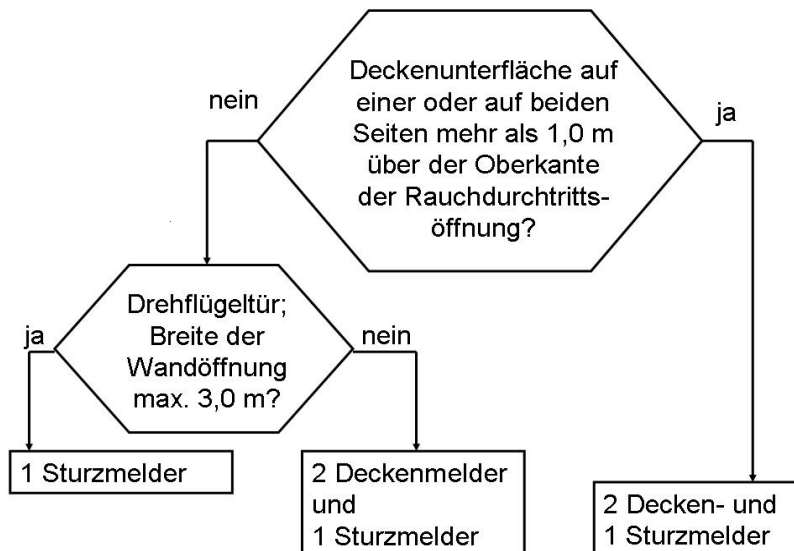 Deckenunterfläche auf
einer oder auf beiden
Seiten mehr als 1,0 m
über der Oberkante
der Rauchdurchtritts-
öffnung?
nein
ja
Drehflügeltür;
Breite der
Wandöffnung
max. 3,0 m?
ja
nein
1 Sturzmelder
2 Deckenmelder
und
1 Sturzmelder
2 Decken- und
1 Sturzmelder